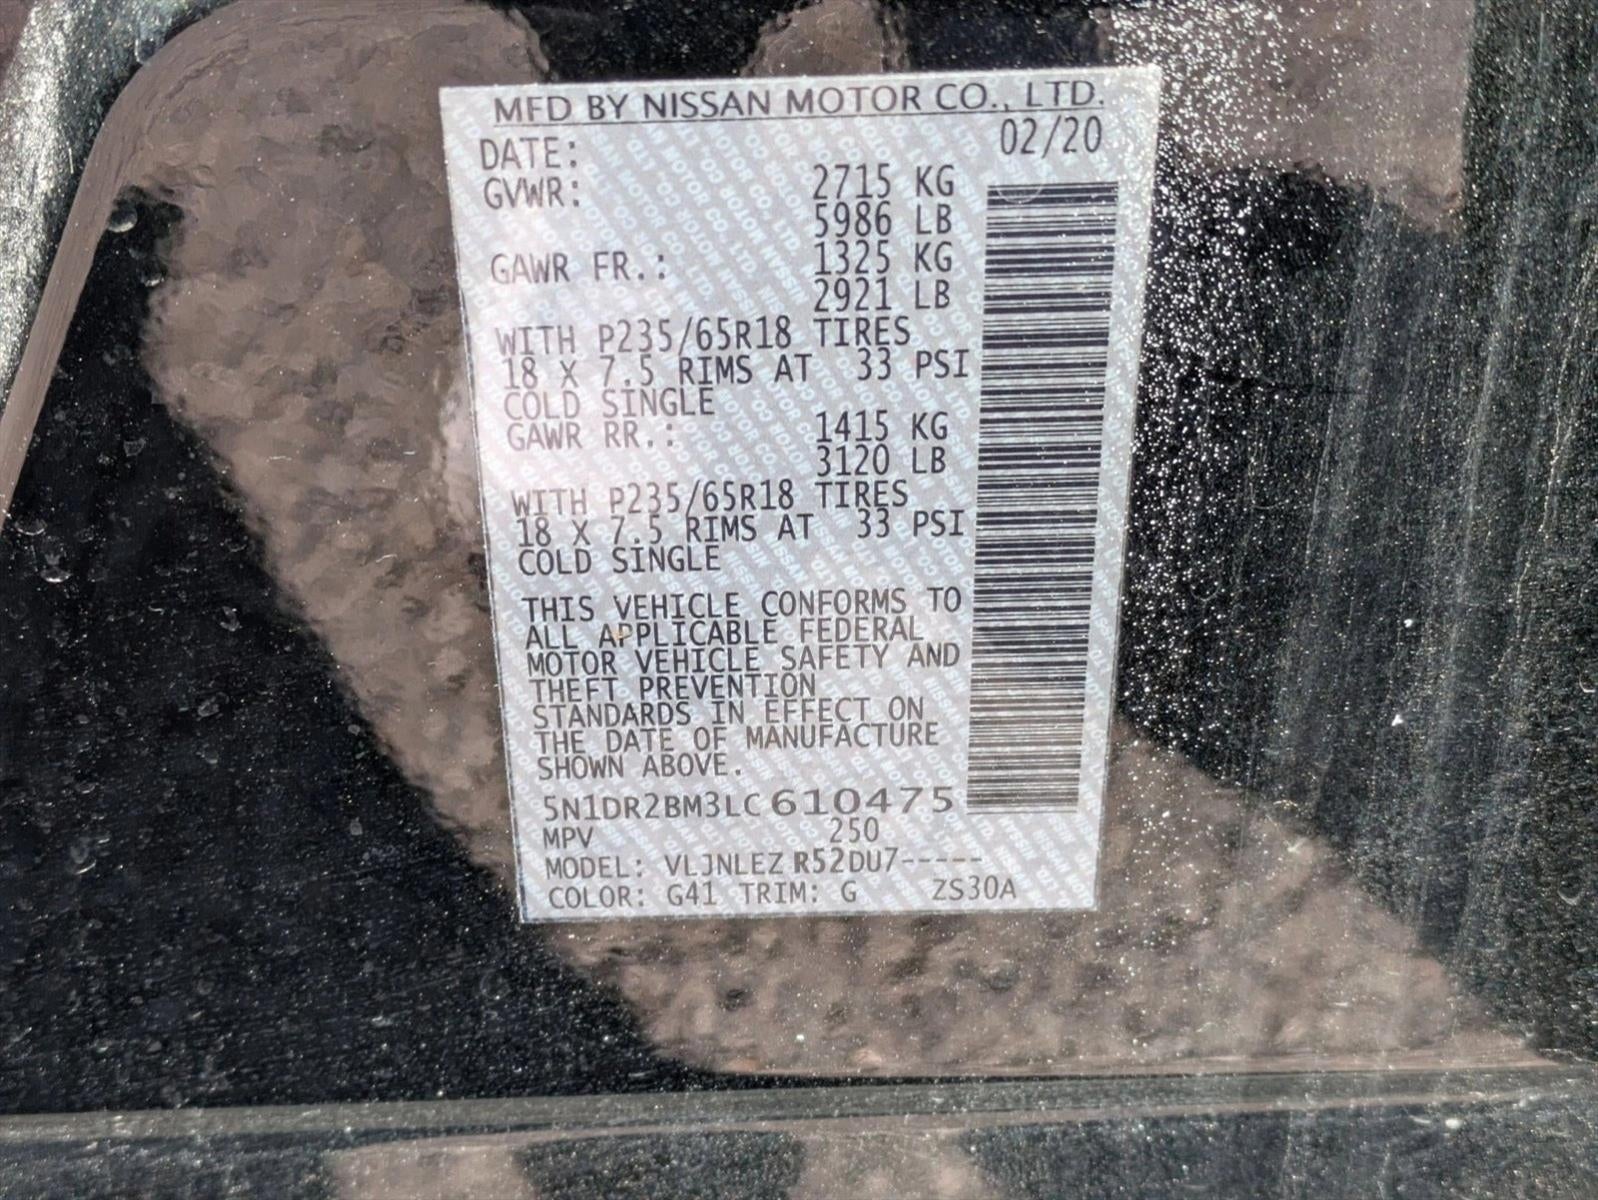 MFD BY NISSAN MOTOR CO., LTD.
DATE: 02/20
GVWR: 2715 KG
5986 LB
GAWR FR.: 1325 KG
2921 LB
WITH P235/65R18 TIRES
18 X 7.5 RIMS AT 33 PSI
COLD SINGLE
GAWR RR.: 1415 KG
3120 LB
WITH P235/65R18 TIRES
18 X 7.5 RIMS AT 33 PSI
COLD SINGLE
THIS VEHICLE CONFORMS TO
ALL APPLICABLE FEDERAL
MOTOR VEHICLE SAFETY AND
THEFT PREVENTION
STANDARDS IN EFFECT ON
THE DATE OF MANUFACTURE
SHOWN ABOVE.
5N1DR2BM3LC610475
MPV 250
MODEL: VLJNLEZ R52DU7-----
COLOR: G41 TRIM: G ZS30A